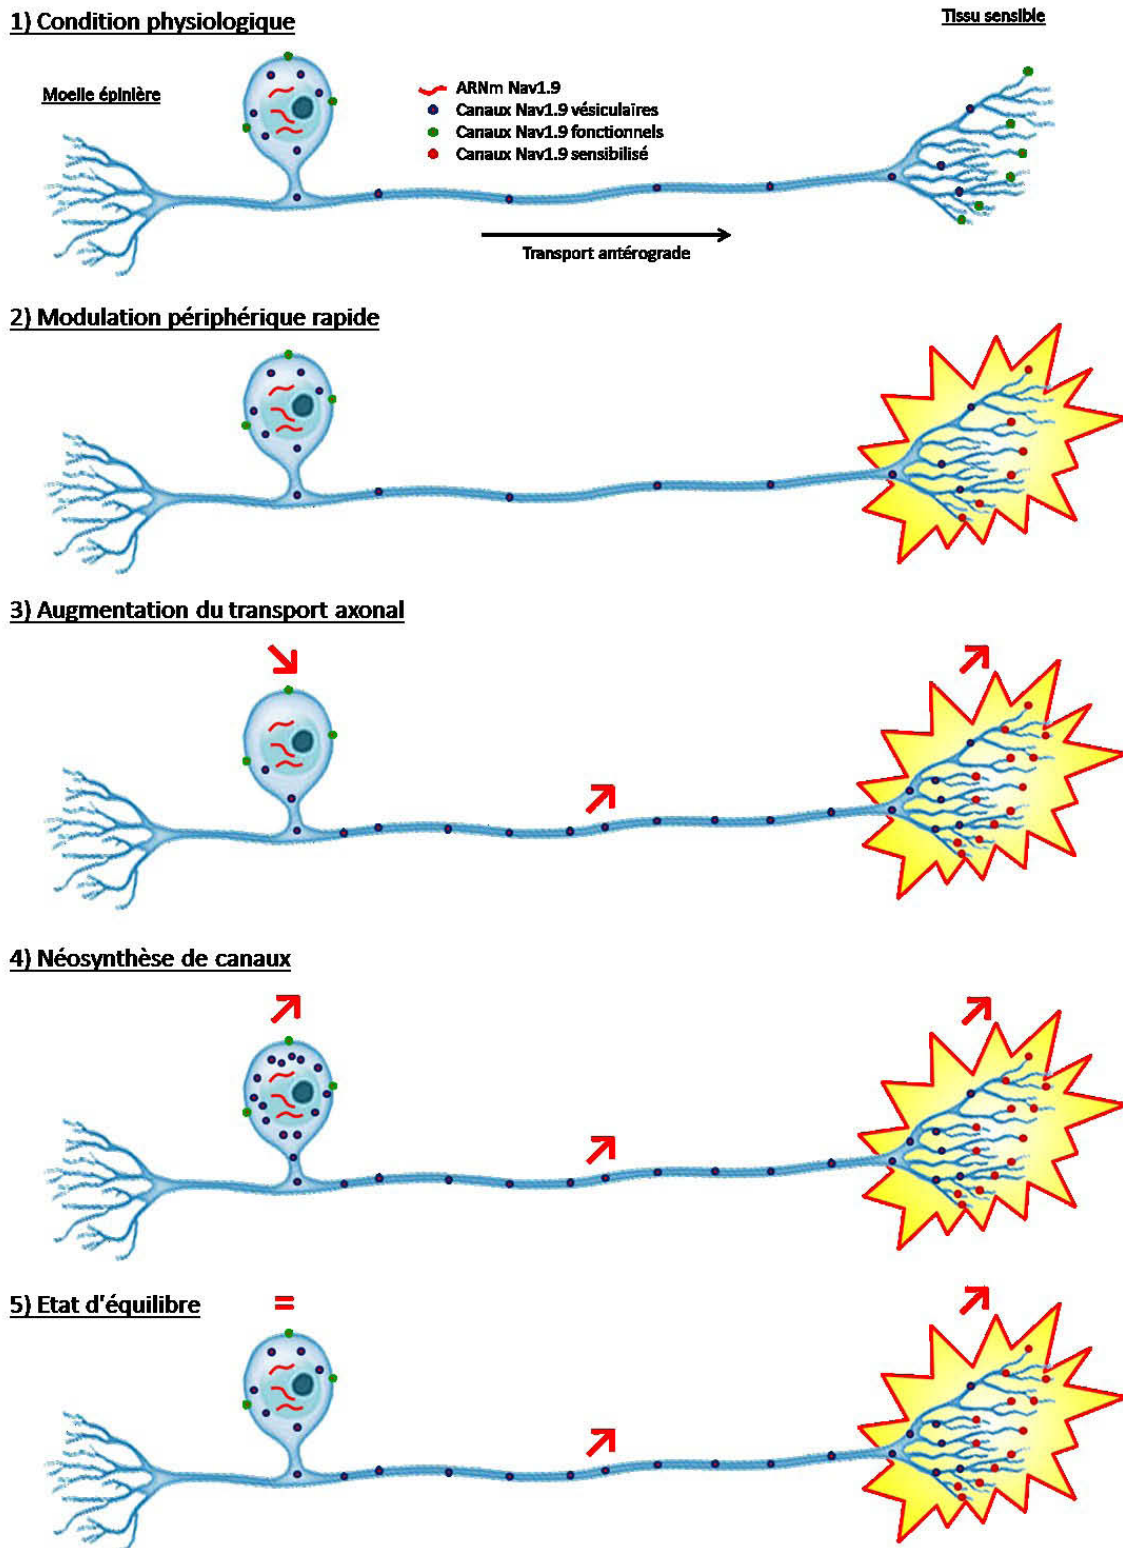 1) Condition physiologique
Tissu sensible
Moelle épinière
ARNm Nav1.9
Canaux Nav1.9 vésiculaires
Canaux Nav1.9 fonctionnels
Canaux Nav1.9 sensibilisé
Transport antérograde
2) Modulation périphérique rapide
3) Augmentation du transport axonal
4) Néosynthèse de canaux
5) Etat d'équilibre
=